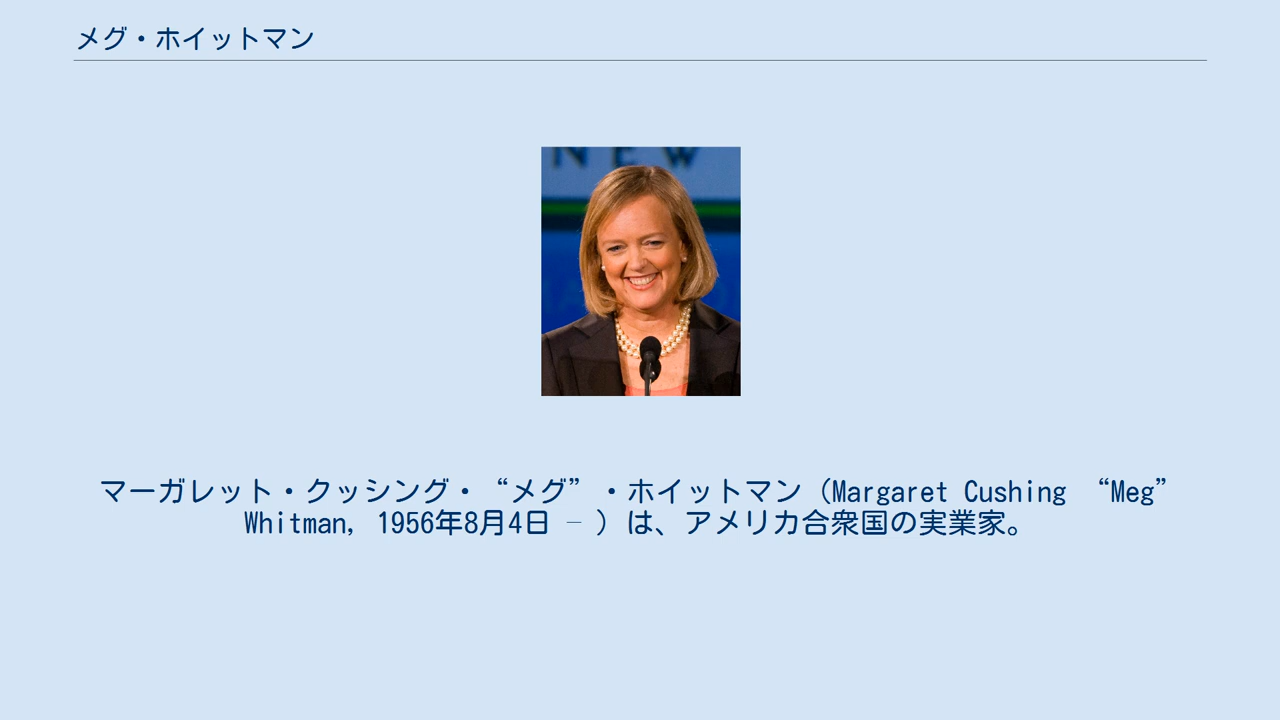 メグ・ホイットマン
NEW
マーガレット・クッシング・“メグ”・ホイットマン（Margaret Cushing “Meg”
Whitman, 1956年8月4日 – ）は、アメリカ合衆国の実業家。